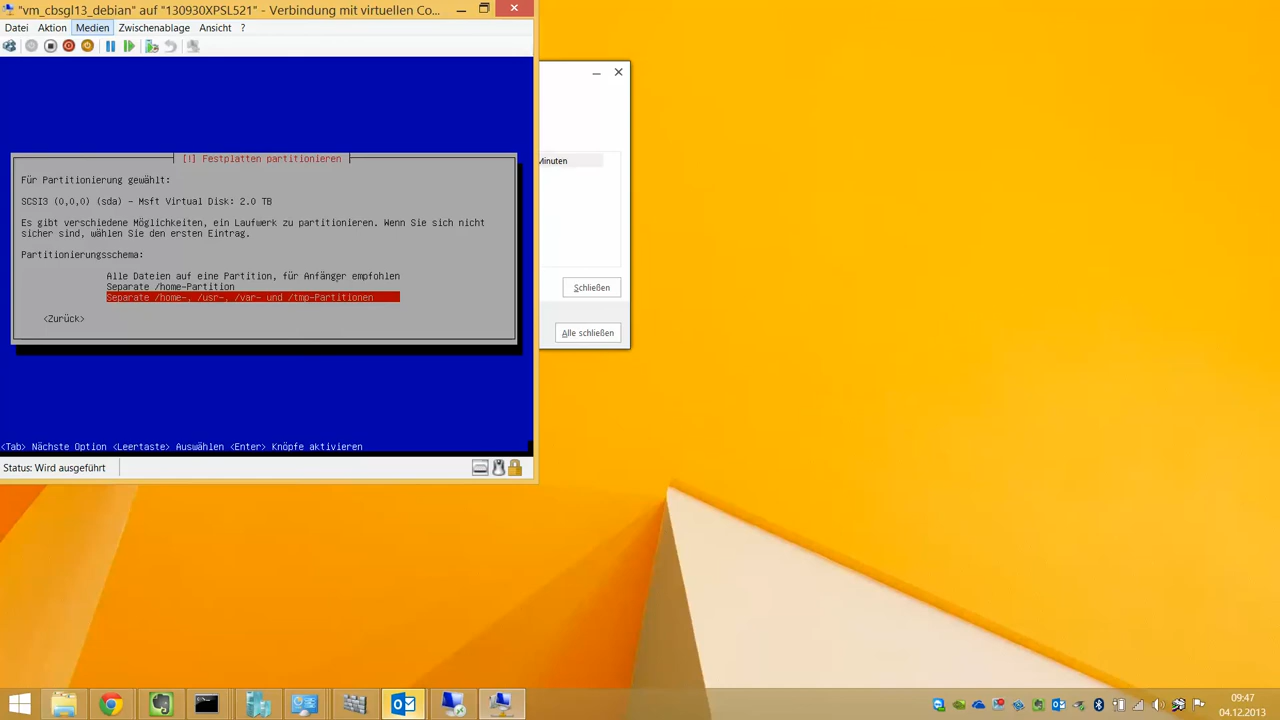 "vm_cbsgl13_debian" auf "130930XPSL521" - Verbindung mit virtuellen Co...
Datei Aktion Medien Zwischenablage Ansicht ?
[!] Festplatten partitionieren
Für Partitionierung gewählt:
SCSI3 (0,0,0) (sda) – Msft Virtual Disk: 2.0 TB
Es gibt verschiedene Möglichkeiten, ein Laufwerk zu partitionieren. Wenn Sie sich nicht
sicher sind, wählen Sie den ersten Eintrag.
Partitionierungsschema:
Alle Dateien auf eine Partition, für Anfänger empfohlen
Separate /home-Partition
Separate /home-, /usr-, /var- und /tmp-Partitionen
<Zurück>
<Tab> Nächste Option <Leertaste> Auswählen <Enter> Knöpfe aktivieren
Status: Wird ausgeführt
Minuten
Schließen
Alle schließen
09:47
04.12.2013